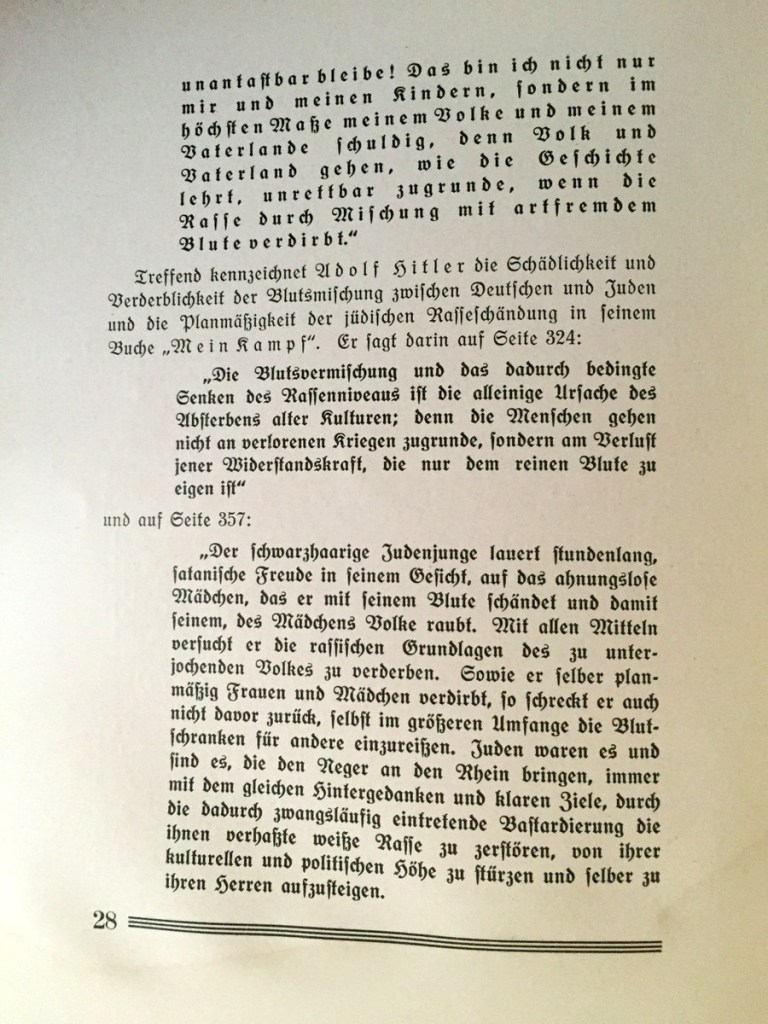 unantastbar bleibe! Das bin ich nicht nur
mir und meinen Kindern, sondern im
höchsten Maße meinem Volke und meinem
Vaterlande schuldig, denn Volk und
Vaterland gehen, wie die Geschichte
lehrt, unrettbar zugrunde, wenn die
Rasse durch Mischung mit artfremdem
Blute verdirbt.“
Treffend kennzeichnet Adolf Hitler die Schädlichkeit und
Verderblichkeit der Blutsmischung zwischen Deutschen und Juden
und die Planmäßigkeit der jüdischen Rasseschändung in seinem
Buche „Mein Kampf“. Er sagt darin auf Seite 324:
„Die Blutsvermischung und das dadurch bedingte
Senken des Rassenniveaus ist die alleinige Ursache des
Absterbens alter Kulturen; denn die Menschen gehen
nicht an verlorenen Kriegen zugrunde, sondern am Verlust
jener Widerstandskraft, die nur dem reinen Blute zu
eigen ist“
und auf Seite 357:
„Der schwarzhaarige Judenjunge lauert stundenlang,
satanische Freude in seinem Gesicht, auf das ahnungslose
Mädchen, das er mit seinem Blute schändet und damit
seinem, des Mädchens Volke raubt. Mit allen Mitteln
versucht er die rassischen Grundlagen des zu unter-
jochenden Volkes zu verderben. Sowie er selber plan-
mäßig Frauen und Mädchen verdirbt, so schreckt er auch
nicht davor zurück, selbst im größeren Umfange die Blut-
schranken für andere einzureißen. Juden waren es und
sind es, die den Neger an den Rhein bringen, immer
mit dem gleichen Hintergedanken und klaren Ziele, durch
die dadurch zwangsläufig eintretende Bastardierung die
ihnen verhaßte weiße Rasse zu zerstören, von ihrer
kulturellen und politischen Höhe zu stürzen und selber zu
ihren Herren aufzusteigen.
28